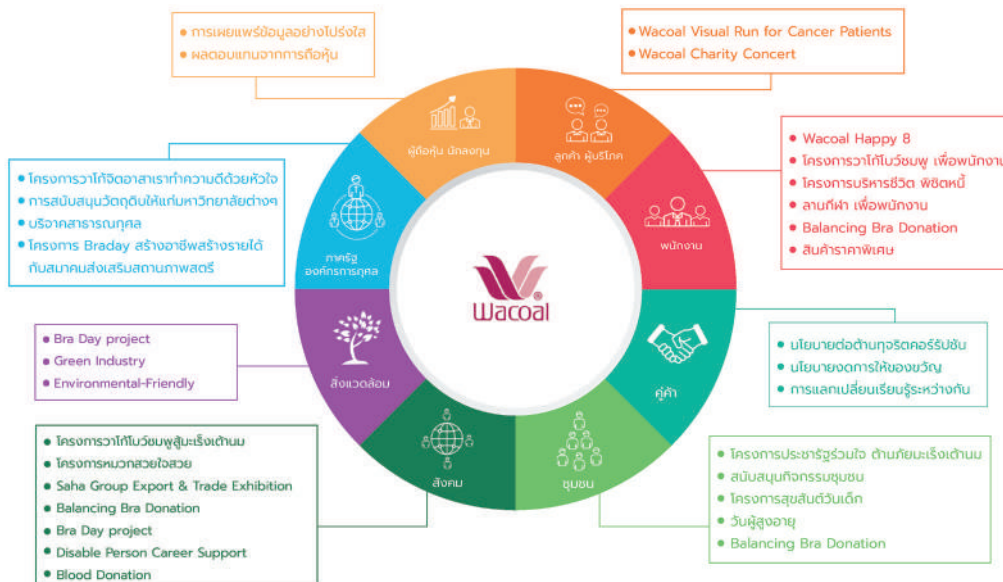 การเผยแพร่ข้อมูลอย่างโปร่งใส
ผลตอบแทนจากการถือหุ้น
Wacoal Visual Run for Cancer Patients
Wacoal Charity Concert
ผู้ถือหุ้น นักลงทุน
ลูกค้า ผู้บริโภค
Wacoal Happy 8
โครงการวาโก้โบว์ชมพู เพื่อพนักงาน
โครงการบริหารชีวิต พิชิตหนี้
ลานกีฬา เพื่อพนักงาน
Balancing Bra Donation
สินค้าราคาพิเศษ
โครงการวาโก้จิตอาสาเราทำความดีด้วยหัวใจ
การสนับสนุนวัตถุดิบให้แก่มหาวิทยาลัยต่างๆ
บริจาคสาธารณกุศล
โครงการ Braday สร้างอาชีพสร้างรายได้
กับสมาคมส่งเสริมสถานภาพสตรี
ภาครัฐ
องค์กรการกุศล
พนักงาน
Wacoal
Bra Day project
Green Industry
Environmental-Friendly
สิ่งแวดล้อม
คู่ค้า
นโยบายต่อต้านทุจริตคอร์รัปชัน
นโยบายงดการให้ของขวัญ
การแลกเปลี่ยนเรียนรู้ระหว่างกัน
โครงการวาโก้โบว์ชมพูสู้มะเร็งเต้านม
โครงการหมวกสวยใจสวย
Saha Group Export & Trade Exhibition
Balancing Bra Donation
Bra Day project
Disable Person Career Support
Blood Donation
สังคม
ชุมชน
โครงการประชารัฐร่วมใจ ต้านภัยมะเร็งเต้านม
สนับสนุนกิจกรรมชุมชน
โครงการสุขสันต์วันเด็ก
วันผู้สูงอายุ
Balancing Bra Donation